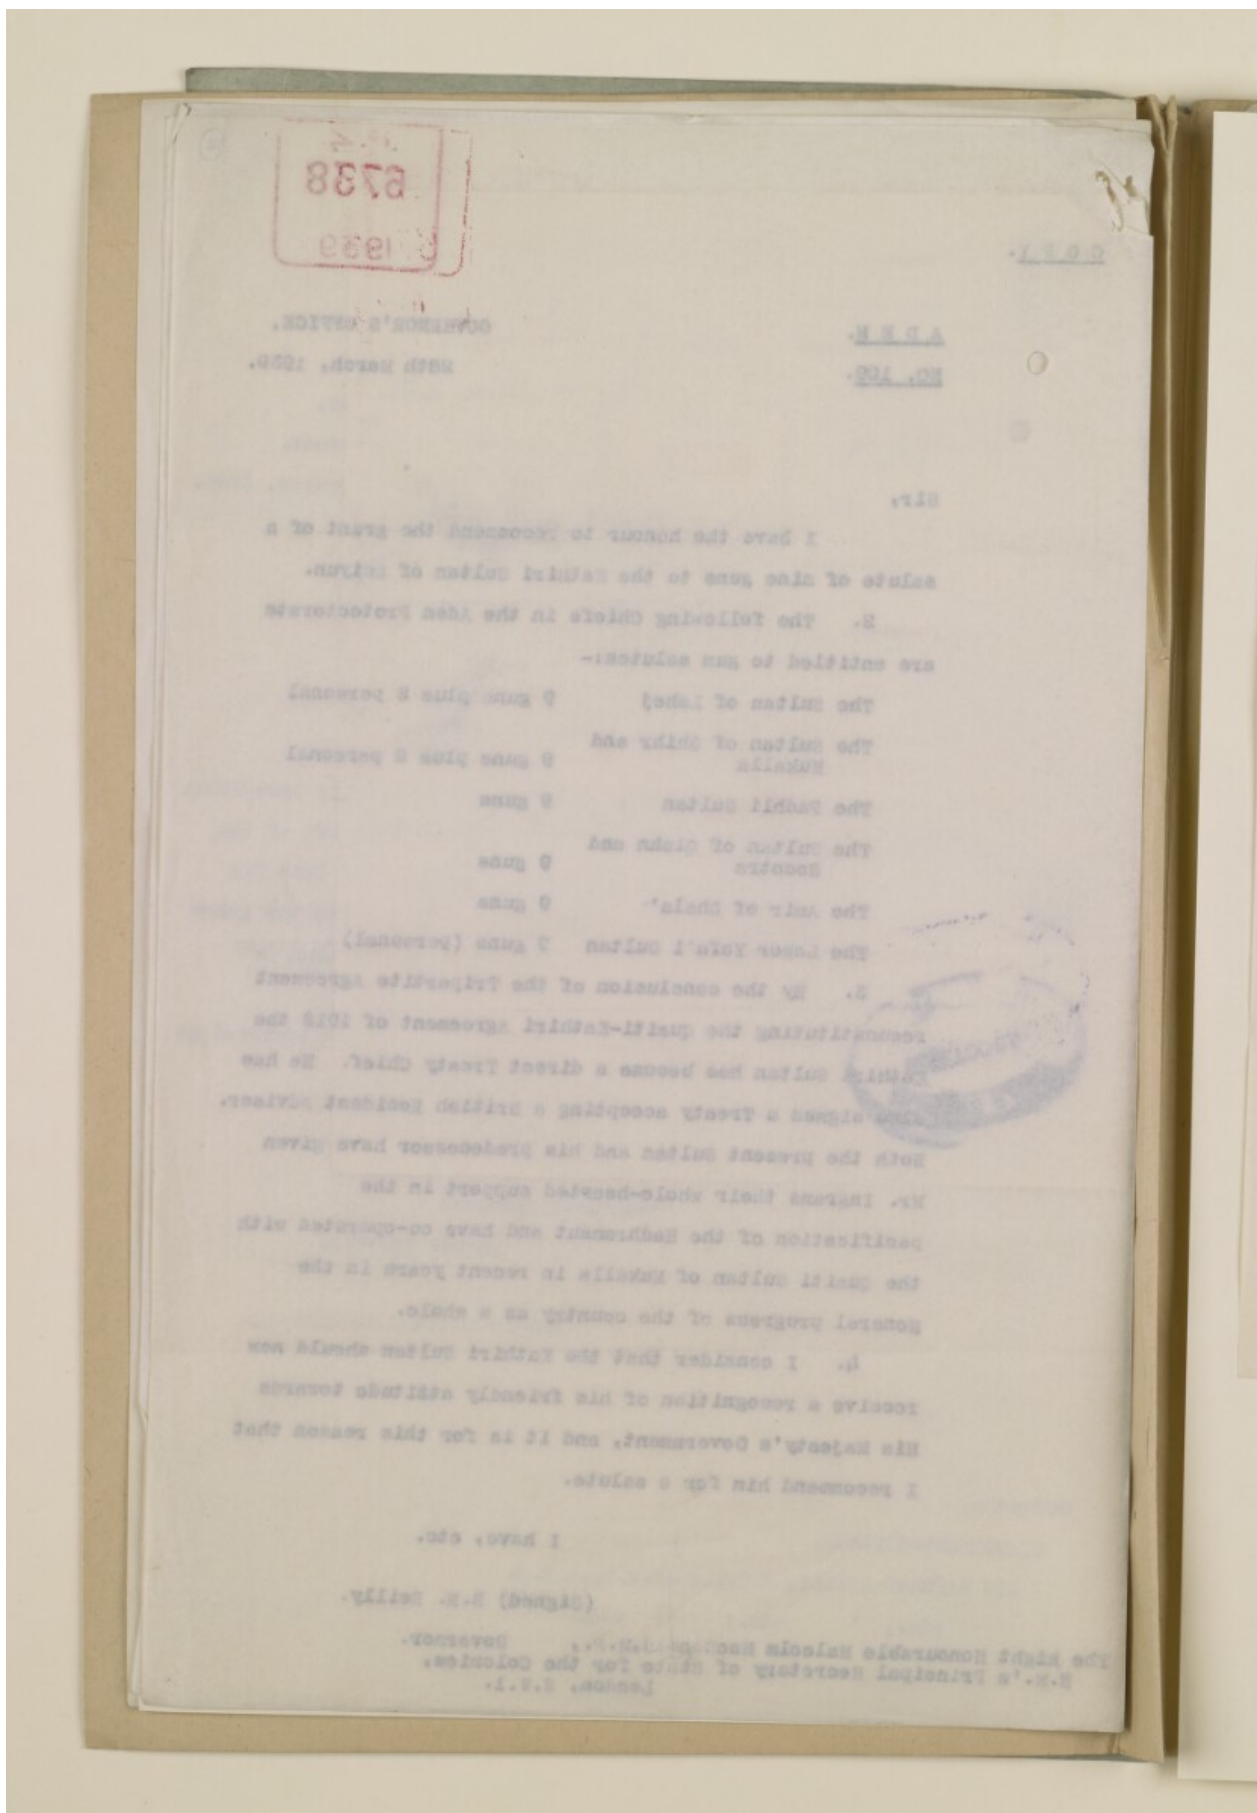 6738
1939
COPY.
ADEN. GOVERNOR'S OFFICE,
NO. 109. 28th March, 1939.
Sir,
I have the honour to recommend the grant of a
salute of nine guns to the Kathiri Sultan of Saiyun.
2. The following Chiefs in the Aden Protectorate
are entitled to gun salutes:-
The Sultan of Lahej 9 guns plus 2 personal
The Sultan of Shihr and
Mukalla 9 guns plus 2 personal
The Fadhli Sultan 9 guns
The Sultan of Qishn and
Socotra 9 guns
The Amir of Dhala' 9 guns
The Lower Yafa'i Sultan 9 guns (personal)
3. By the conclusion of the Tripartite Agreement
reconstituting the Quaiti-Kathiri Agreement of 1918 the
Kathiri Sultan has become a direct Treaty Chief. He has
also signed a Treaty accepting a British Resident Adviser.
Both the present Sultan and his predecessor have given
Mr. Ingrams their whole-hearted support in the
pacification of the Hadhramaut and have co-operated with
the Quaiti Sultan of Mukalla in recent years in the
general progress of the country as a whole.
4. I consider that the Kathiri Sultan should now
receive a recognition of his friendly attitude towards
His Majesty's Government, and it is for this reason that
I recommend him for a salute.
I have, etc.
(Signed) B.R. Reilly.
Governor.
The Right Honourable Malcolm MacDonald, M.P.,
H.M.'s Principal Secretary of State for the Colonies,
London, S.W.1.